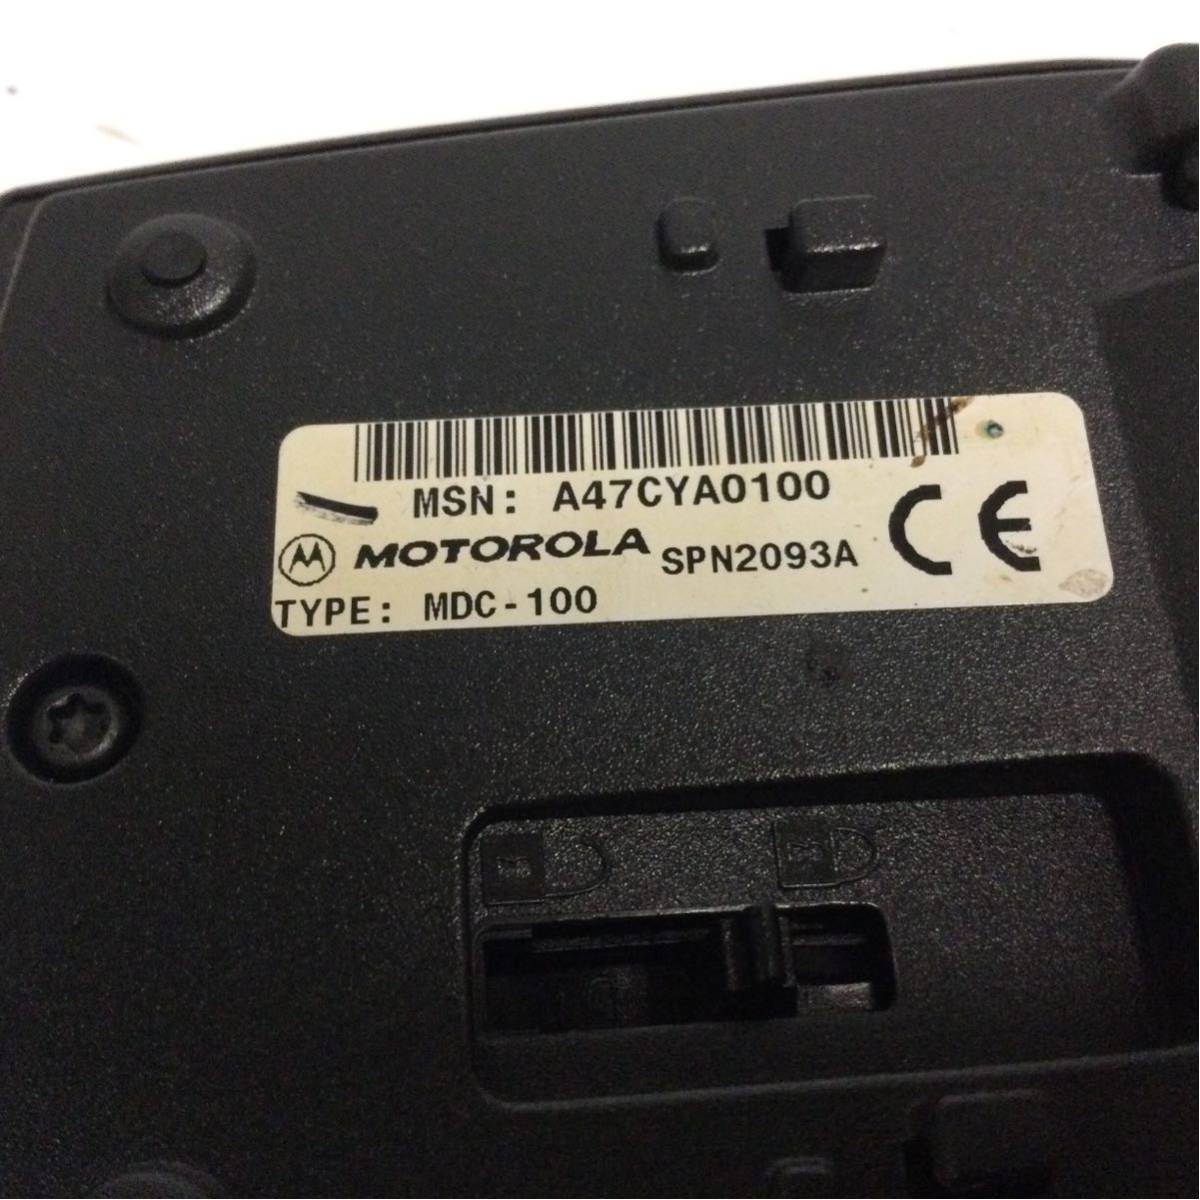 MSN: A47CYA0100
MOTOROLA SPN2093A CE
TYPE: MDC-100